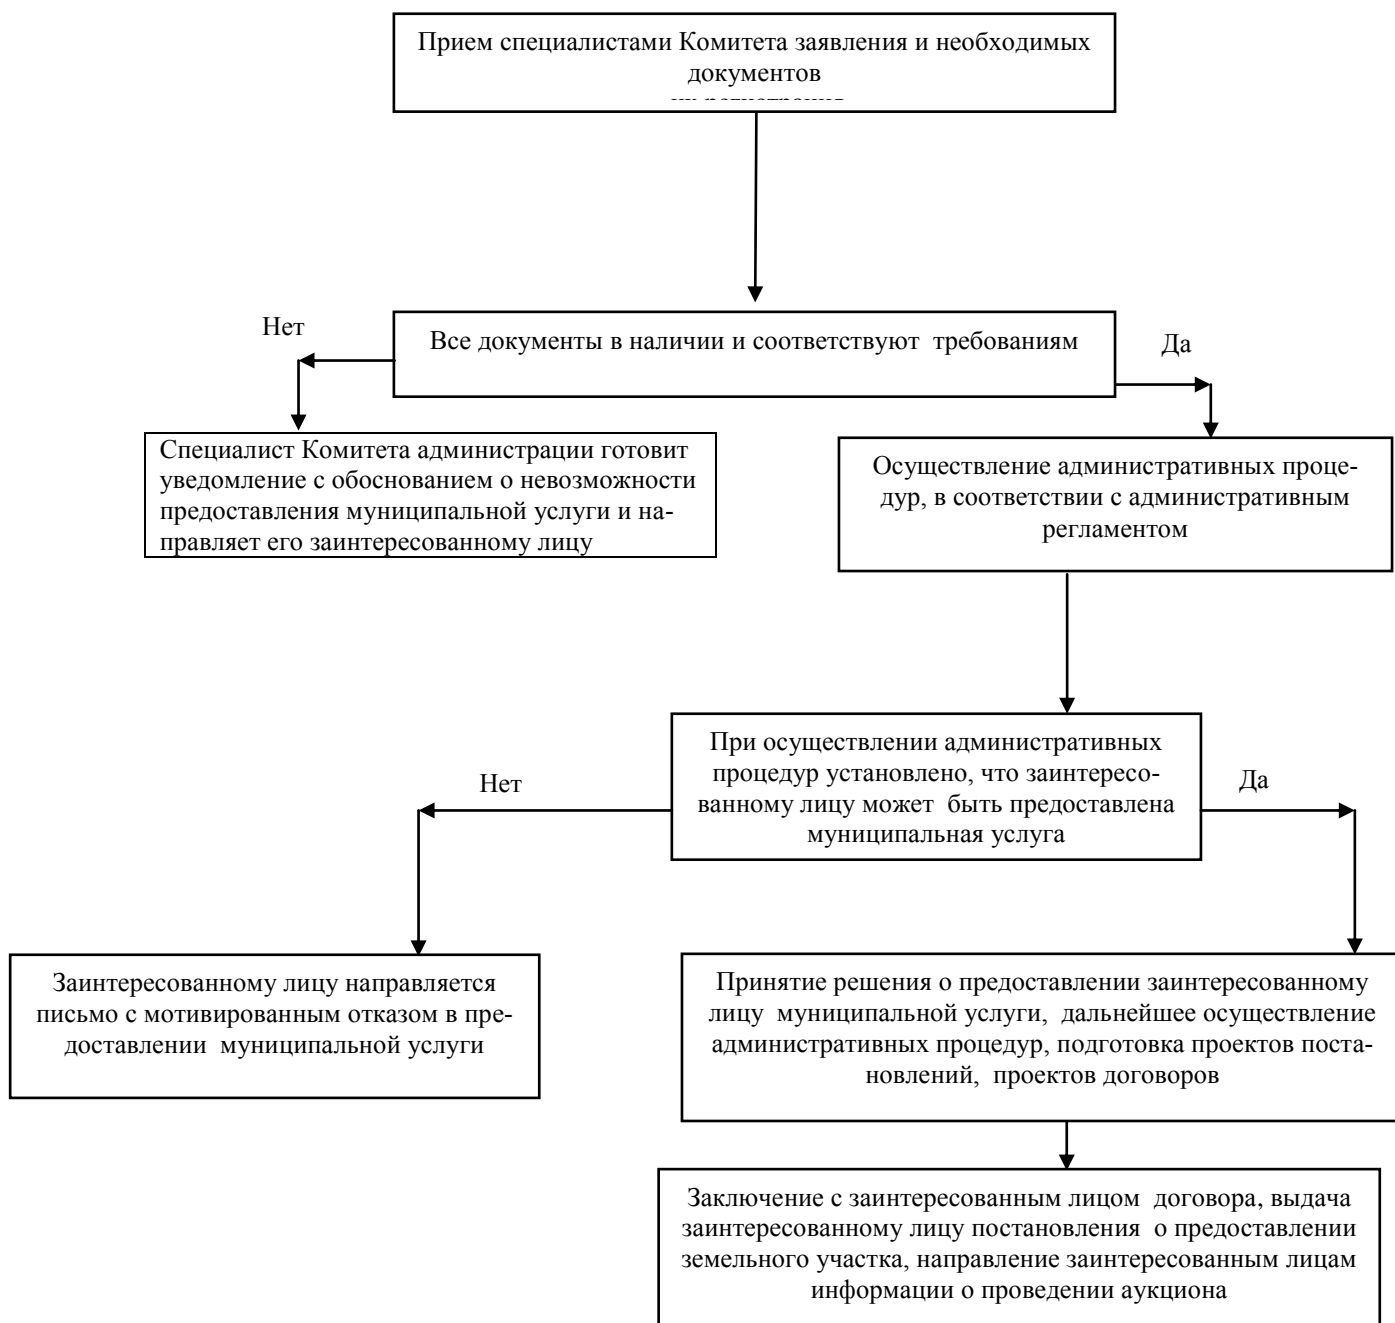 Прием специалистами Комитета заявления и необходимых
документов
Нет
Все документы в наличии и соответствуют требованиям
Да
Специалист Комитета администрации готовит
уведомление с обоснованием о невозможности
предоставления муниципальной услуги и на-
правляет его заинтересованному лицу
Осуществление административных проце-
дур, в соответствии с административным
регламентом
При осуществлении административных
процедур установлено, что заинтересо-
ванному лицу может быть предоставлена
муниципальная услуга
Нет
Да
Заинтересованному лицу направляется
письмо с мотивированным отказом в пре-
доставлении муниципальной услуги
Принятие решения о предоставлении заинтересованному
лицу муниципальной услуги, дальнейшее осуществление
административных процедур, подготовка проектов поста-
новлений, проектов договоров
Заключение с заинтересованным лицом договора, выдача
заинтересованному лицу постановления о предоставлении
земельного участка, направление заинтересованным лицам
информации о проведении аукциона